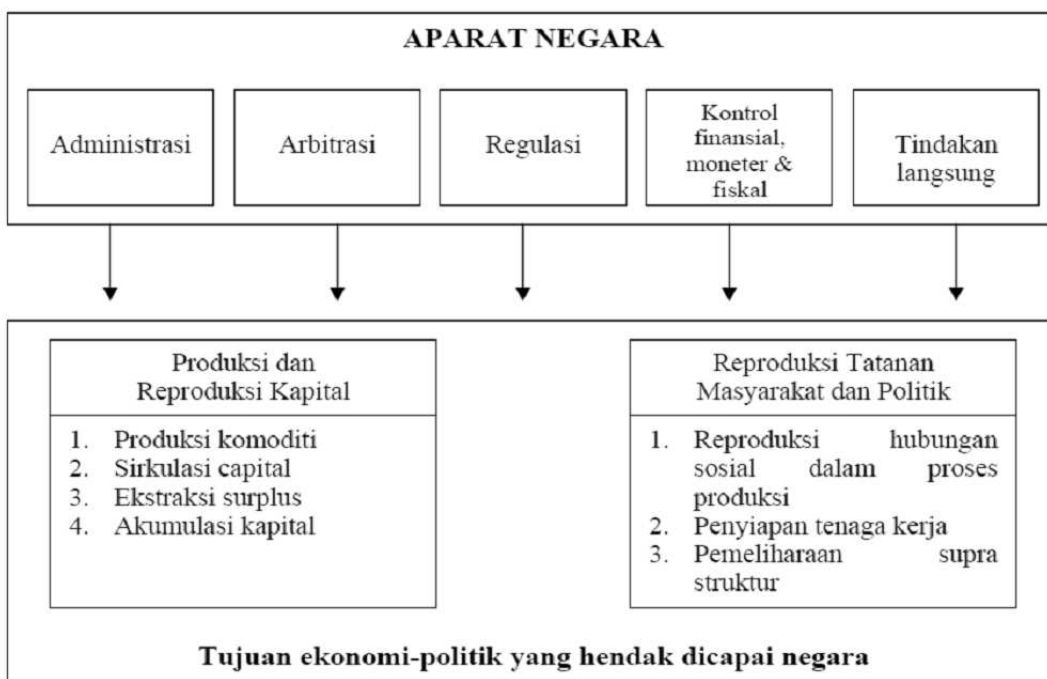 APARAT NEGARA
Administrasi
Arbitrasi
Regulasi
Kontrol
finansial,
moneter &
fiskal
Tindakan
langsung
Produksi dan
Reproduksi Kapital
1. Produksi komoditi
2. Sirkulasi capital
3. Ekstraksi surplus
4. Akumulasi kapital
Reproduksi Tatanan
Masyarakat dan Politik
1. Reproduksi hubungan
sosial dalam proses
produksi
2. Penyiapan tenaga kerja
3. Pemeliharaan supra
struktur
Tujuan ekonomi-politik yang hendak dicapai negara